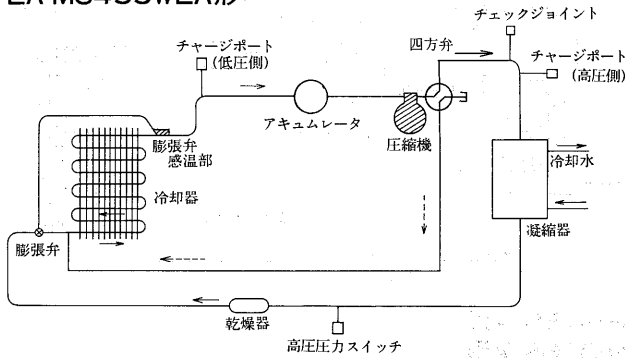 チェックジョイント
チャージポート
(低圧側)
四方弁
チャージポート
(高圧側)
アキュムレータ
圧縮機
膨張弁
感温部
冷却水
冷却器
凝縮器
膨張弁
乾燥器
高圧圧力スイッチ